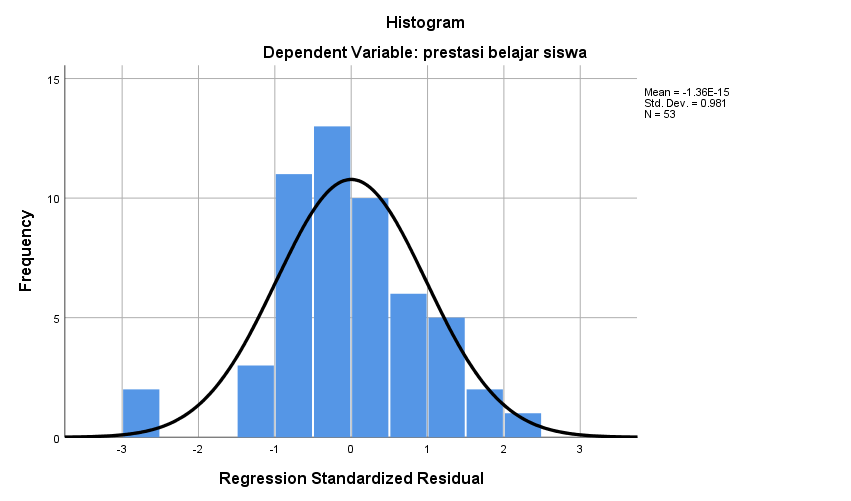 Histogram
Dependent Variable: prestasi belajar siswa
Mean = -1.36E-15
Std. Dev. = 0.981
N = 53
Frequency
15
10
5
0
-3 -2 -1 0 1 2 3
Regression Standardized Residual